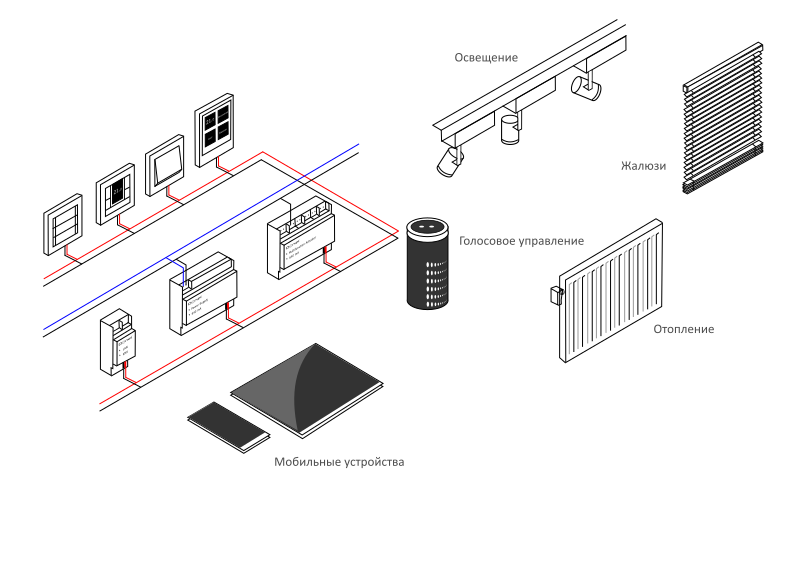 Освещение
Жалюзи
Голосовое управление
Отопление
Мобильные устройства